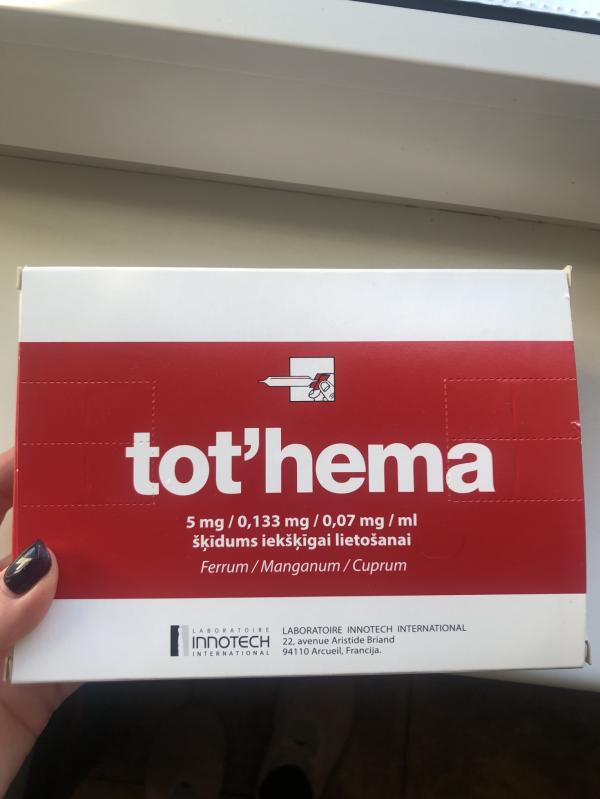 tot'hema
5 mg / 0,133 mg / 0,07 mg / ml
šķīdums iekšķīgai lietošanai
Ferrum / Manganum / Cuprum
LABORATOIRE
INNOTECH
INTERNATIONAL
LABORATOIRE INNOTECH INTERNATIONAL
22, avenue Aristide Briand
94110 Arcueil, Francija.